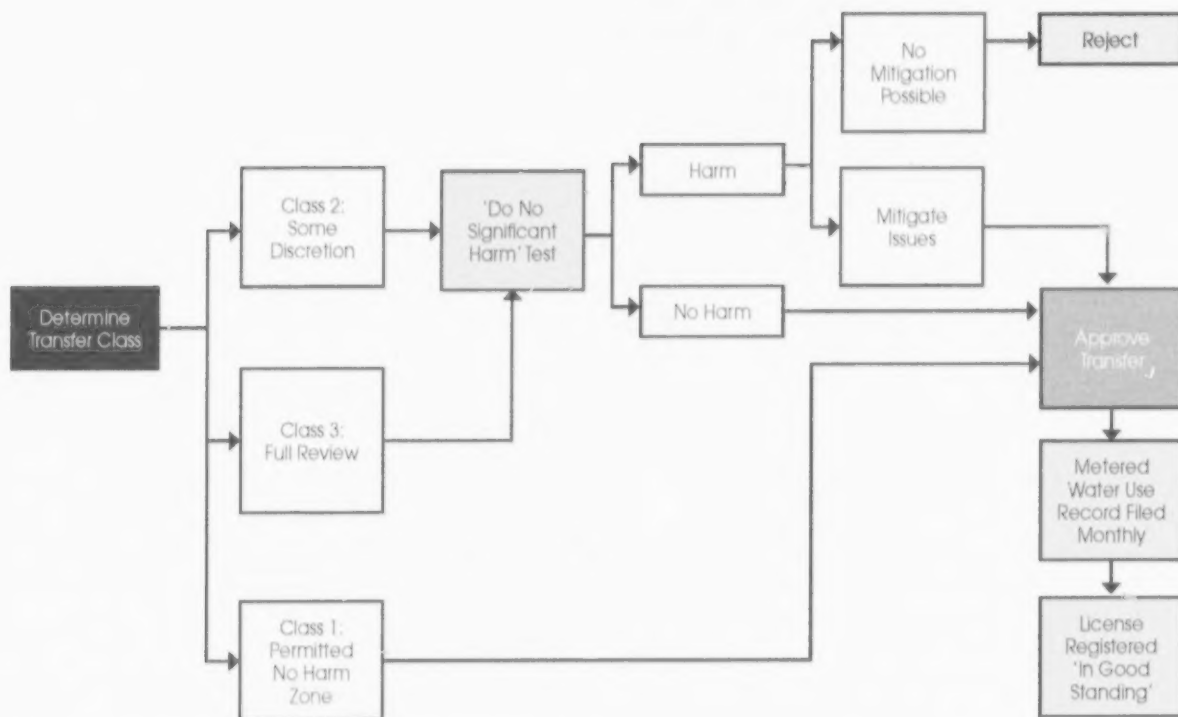 No
Mitigation
Possible
Reject
Class 2:
Some
Discretion
'Do No
Significant
Harm' Test
Harm
Mitigate
Issues
No Harm
Determine
Transfer Class
Approve
Transfer
Class 3:
Full Review
Metered
Water Use
Record Filed
Monthly
Class 1:
Permitted
No Harm
Zone
License
Registered
'In Good
Standing'